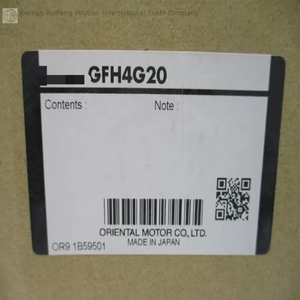 GFH4G20
Contents :
Note :
ORIENTAL MOTOR CO., LTD.
MADE IN JAPAN
OR9 1B59501